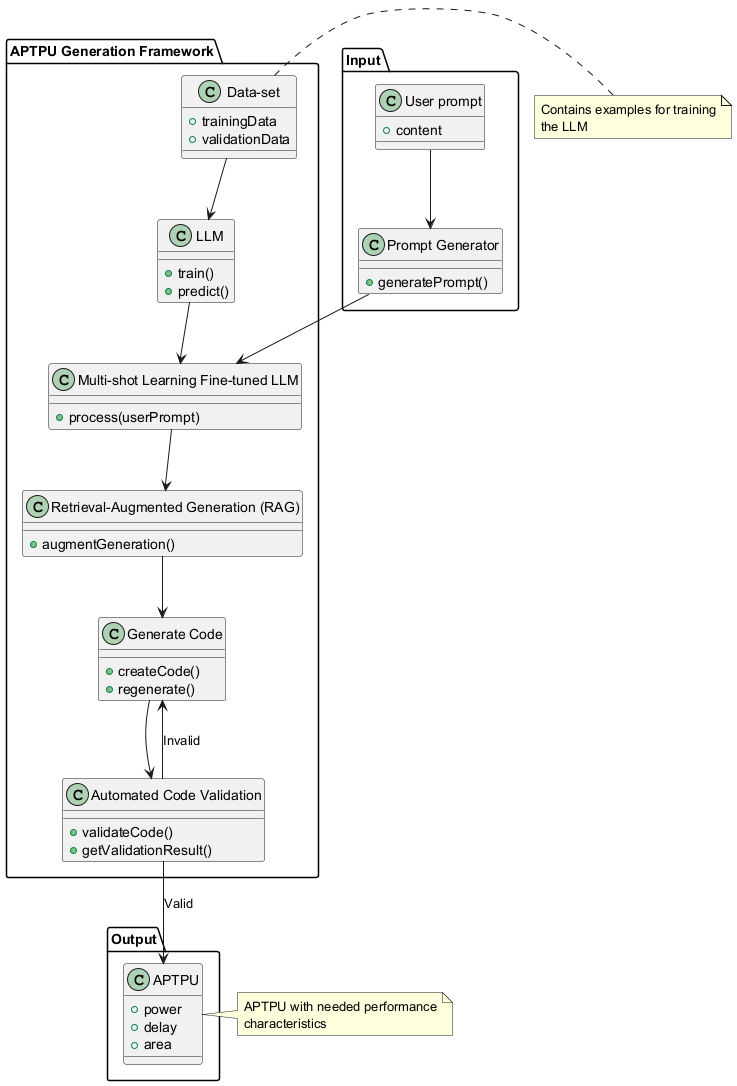 APTPU Generation Framework
C Data-set
trainingData
validationData
C LLM
train()
predict()
C Multi-shot Learning Fine-tuned LLM
process(userPrompt)
C Retrieval-Augmented Generation (RAG)
augmentGeneration()
C Generate Code
createCode()
regenerate()
Invalid
C Automated Code Validation
validateCode()
getValidationResult()
Input
C User prompt
content
C Prompt Generator
generatePrompt()
Contains examples for training
the LLM
Valid
Output
C APTPU
power
delay
area
APTPU with needed performance
characteristics